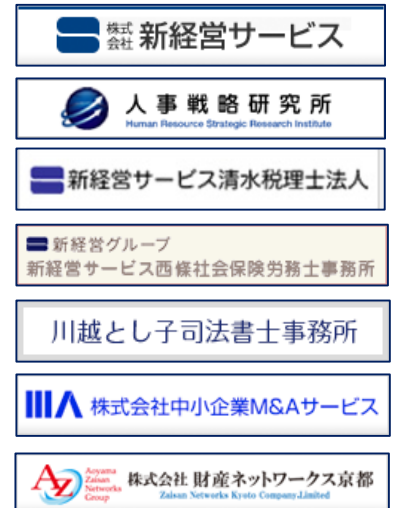 株式
会社 新経営サービス
人事戦略研究所
Human Resource Strategic Research Institute
新経営サービス清水税理士法人
新経営グループ
新経営サービス西條社会保険労務士事務所
川越とし子司法書士事務所
株式会社中小企業M&Aサービス
AZ
Aoyama
Zaisan
Networks
Group
株式会社 財産ネットワークス京都
Zaisan Networks Kyoto Company.Limited